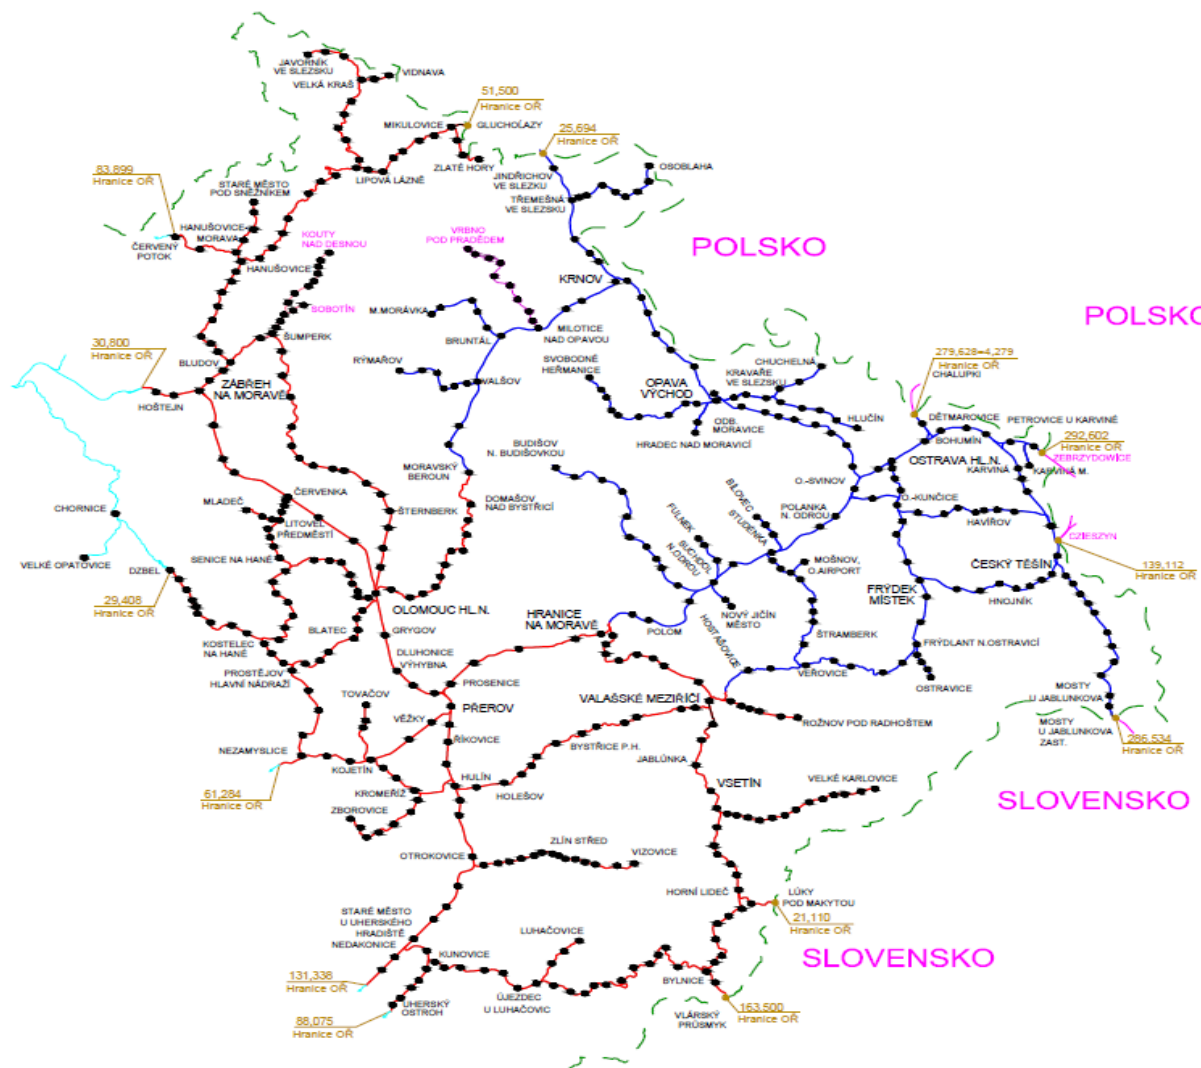 JAVORNÍK
VE SLEZSKU
VIDNAVA
VELKÁ KRAŠ
51,500
Hranice OŘ
MIKULOVICE
GLUCHOŁAZY
25,694
Hranice OŘ
ZLATÉ HORY
LIPOVÁ LÁZNĚ
JINDŘICHOV
VE SLEZKU
OSOBLAHA
TŘEMEŠNÁ
VE SLEZSKU
83,899
Hranice OŘ
STARÉ MĚSTO
POD SNĚŽNÍKEM
HANUŠOVICE-
MORAVA
ČERVENÝ
POTOK
KOUTY
NAD DESNOU
HANUŠOVICE
VRBNO
POD PRADĚDEM
POLSKO
KRNOV
SOBOTÍN
M.MORÁVKA
POLSKO
30,800
Hranice OŘ
ŠUMPERK
BRUNTÁL
MILOTICE
NAD OPAVOU
BLUDOV
RÝMAŘOV
SVOBODNÉ
HEŘMANICE
CHUCHELNÁ
KRAVAŘE
VE SLEZSKU
279,628=4,279
Hranice OŘ
CHALUPKI
ZÁBŘEH
NA MORAVĚ
VALŠOV
OPAVA
VÝCHOD
HOŠTEJN
HLUČÍN
DĚTMAROVICE
PETROVICE U KARVINÉ
ODB.
MORAVICE
HRADEC NAD MORAVICÍ
BOHUMÍN
292,602
Hranice OŘ
BUDIŠOV
N. BUDIŠOVKOU
OSTRAVA HL.N.
ZEBRZYDOWICE
KARVINÁ
KARVINÁ M.
MORAVSKÝ
BEROUN
O.-SVINOV
ČERVENKA
MLADEČ
DOMAŠOV
NAD BYSTŘICÍ
BÍLOVEC
STUDÉNKA
O.-KUNČICE
CHORNICE
ŠTERNBERK
POLANKA
N. ODROU
LITOVEL
PŘEDMĚSTÍ
FULNEK
HAVÍŘOV
SUCHDOL
N.ODROU
CZIESZYN
SENICE NA HANÉ
VELKÉ OPATOVICE
DZBEL
MOŠNOV,
O.AIRPORT
ČESKÝ TĚŠÍN
139,112
Hranice OŘ
29,408
Hranice OŘ
OLOMOUC HL.N.
FRÝDEK
MÍSTEK
HNOJNÍK
HRANICE
NA MORAVĚ
NOVÝ JIČÍN
MĚSTO
BLATEC
GRYGOV
POLOM
ŠTRAMBERK
KOSTELEC
NA HANÉ
HOSTAŠOVICE
FRÝDLANT N.OSTRAVICÍ
DLUHONICE
VÝHYBNA
PROSTĚJOV
HLAVNÍ NÁDRAŽÍ
PROSENICE
VEŘOVICE
OSTRAVICE
TOVAČOV
VALAŠSKÉ MEZIŘÍČÍ
MOSTY
U JABLUNKOVA
PŘEROV
VĚŽKY
ROŽNOV POD RADHOŠTEM
MOSTY
U JABLUNKOVA
ZAST.
286,534
Hranice OŘ
ŘÍKOVICE
BYSTŘICE P.H.
NEZAMYSLICE
JABLŮNKA
KOJETÍN
HULÍN
VSETÍN
VELKÉ KARLOVICE
61,284
Hranice OŘ
KROMĚŘÍŽ
HOLEŠOV
SLOVENSKO
ZBOROVICE
ZLÍN STŘED
OTROKOVICE
VIZOVICE
HORNÍ LIDEČ
LÚKY
POD MAKYTOU
STARÉ MĚSTO
U UHERSKÉHO
HRADIŠTĚ
21,110
Hranice OŘ
LUHAČOVICE
NEDAKONICE
SLOVENSKO
KUNOVICE
131,338
Hranice OŘ
BYLNICE
UHERSKÝ
OSTROH
ÚJEZDEC
U LUHAČOVIC
163,500
Hranice OŘ
VLÁRSKÝ
PRŮSMYK
88,075
Hranice OŘ